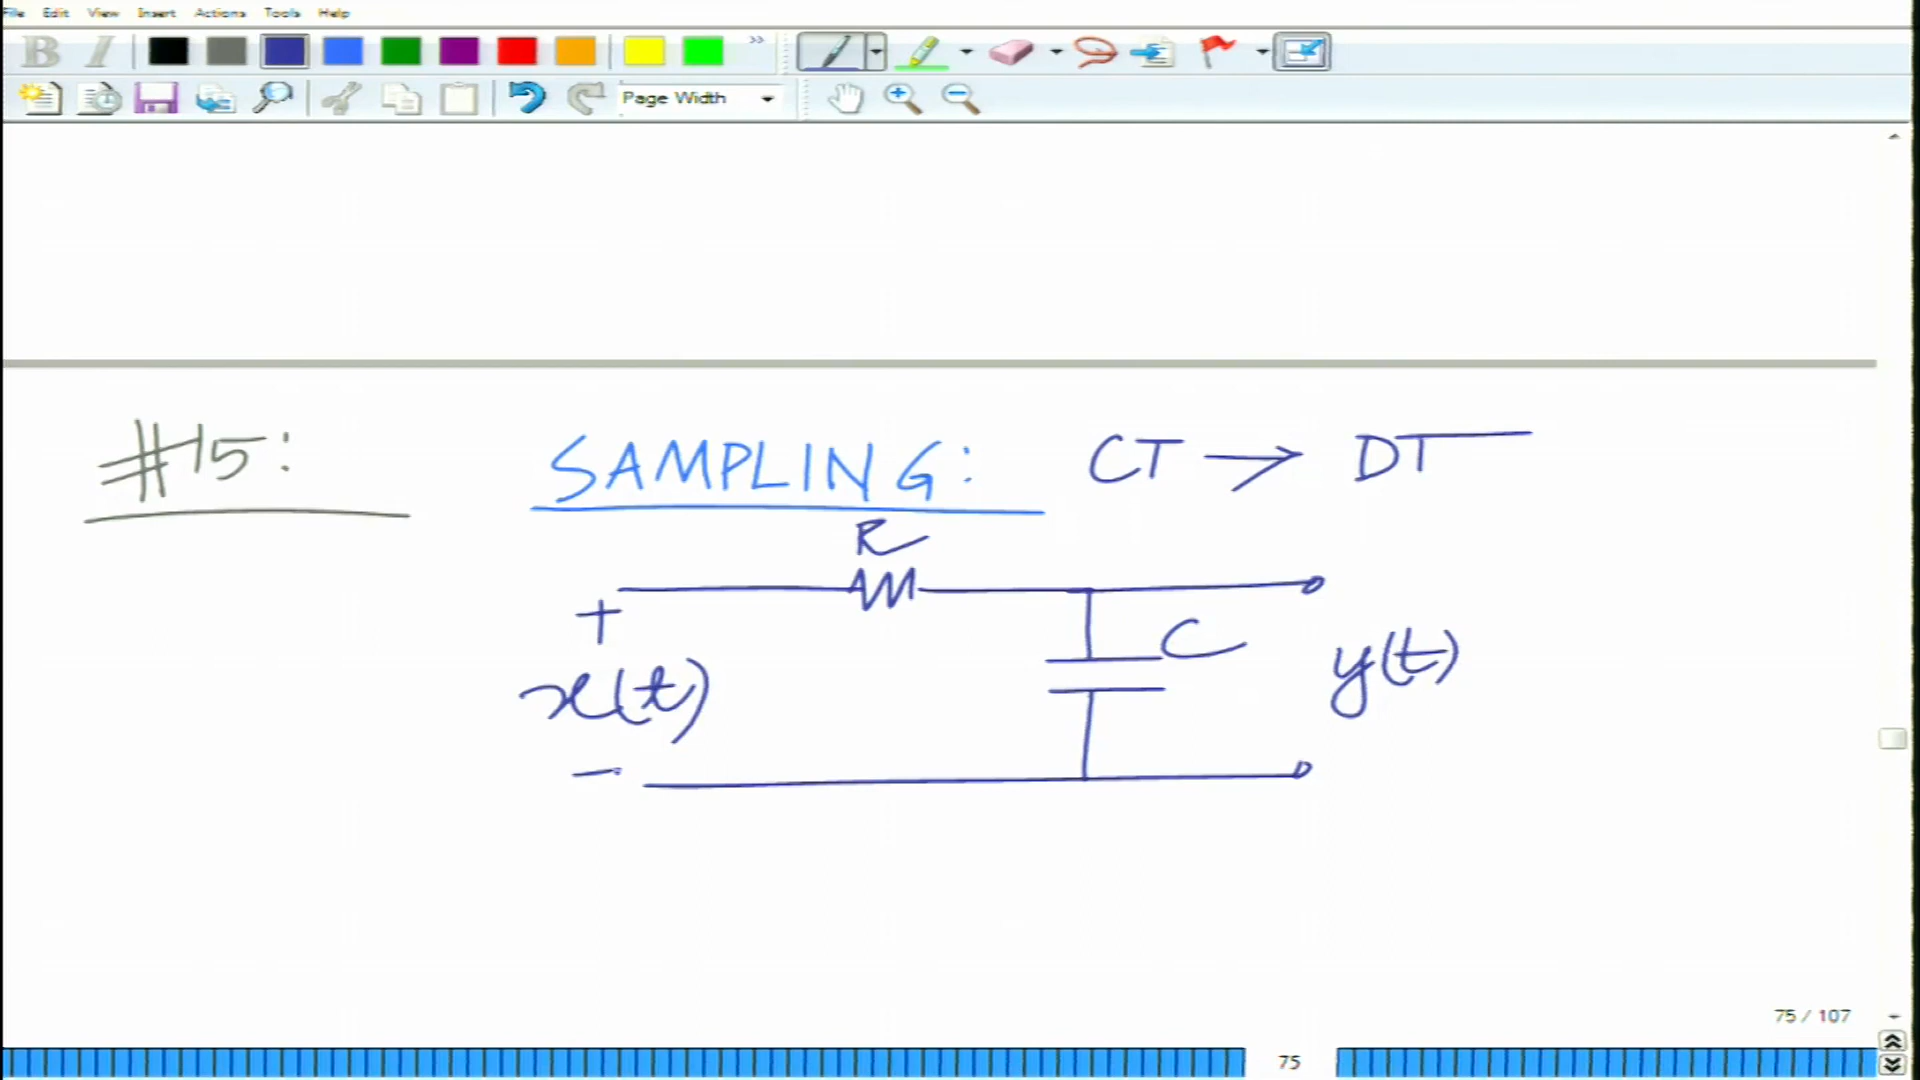 File Edit View Insert Actions Tools Help
B I
Page Width
#15: SAMPLING: CT → DT
R
+
C
x(t) y(t)
−
75 / 107
75